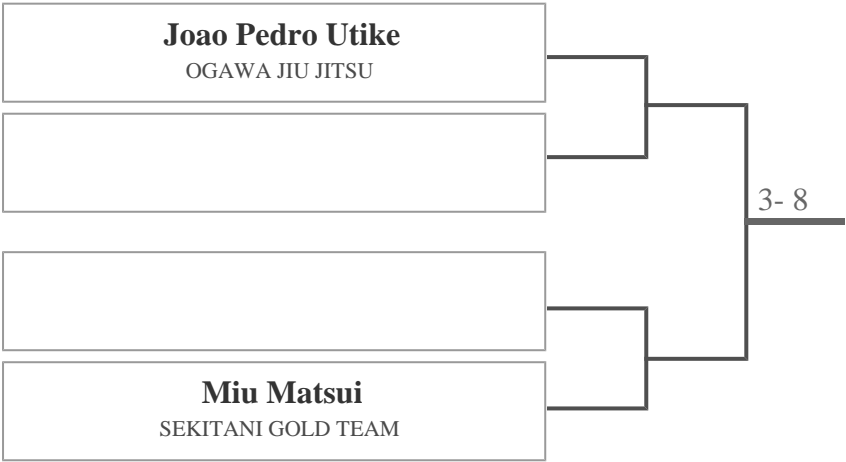 Joao Pedro Utike
OGAWA JIU JITSU
3- 8
Miu Matsui
SEKITANI GOLD TEAM